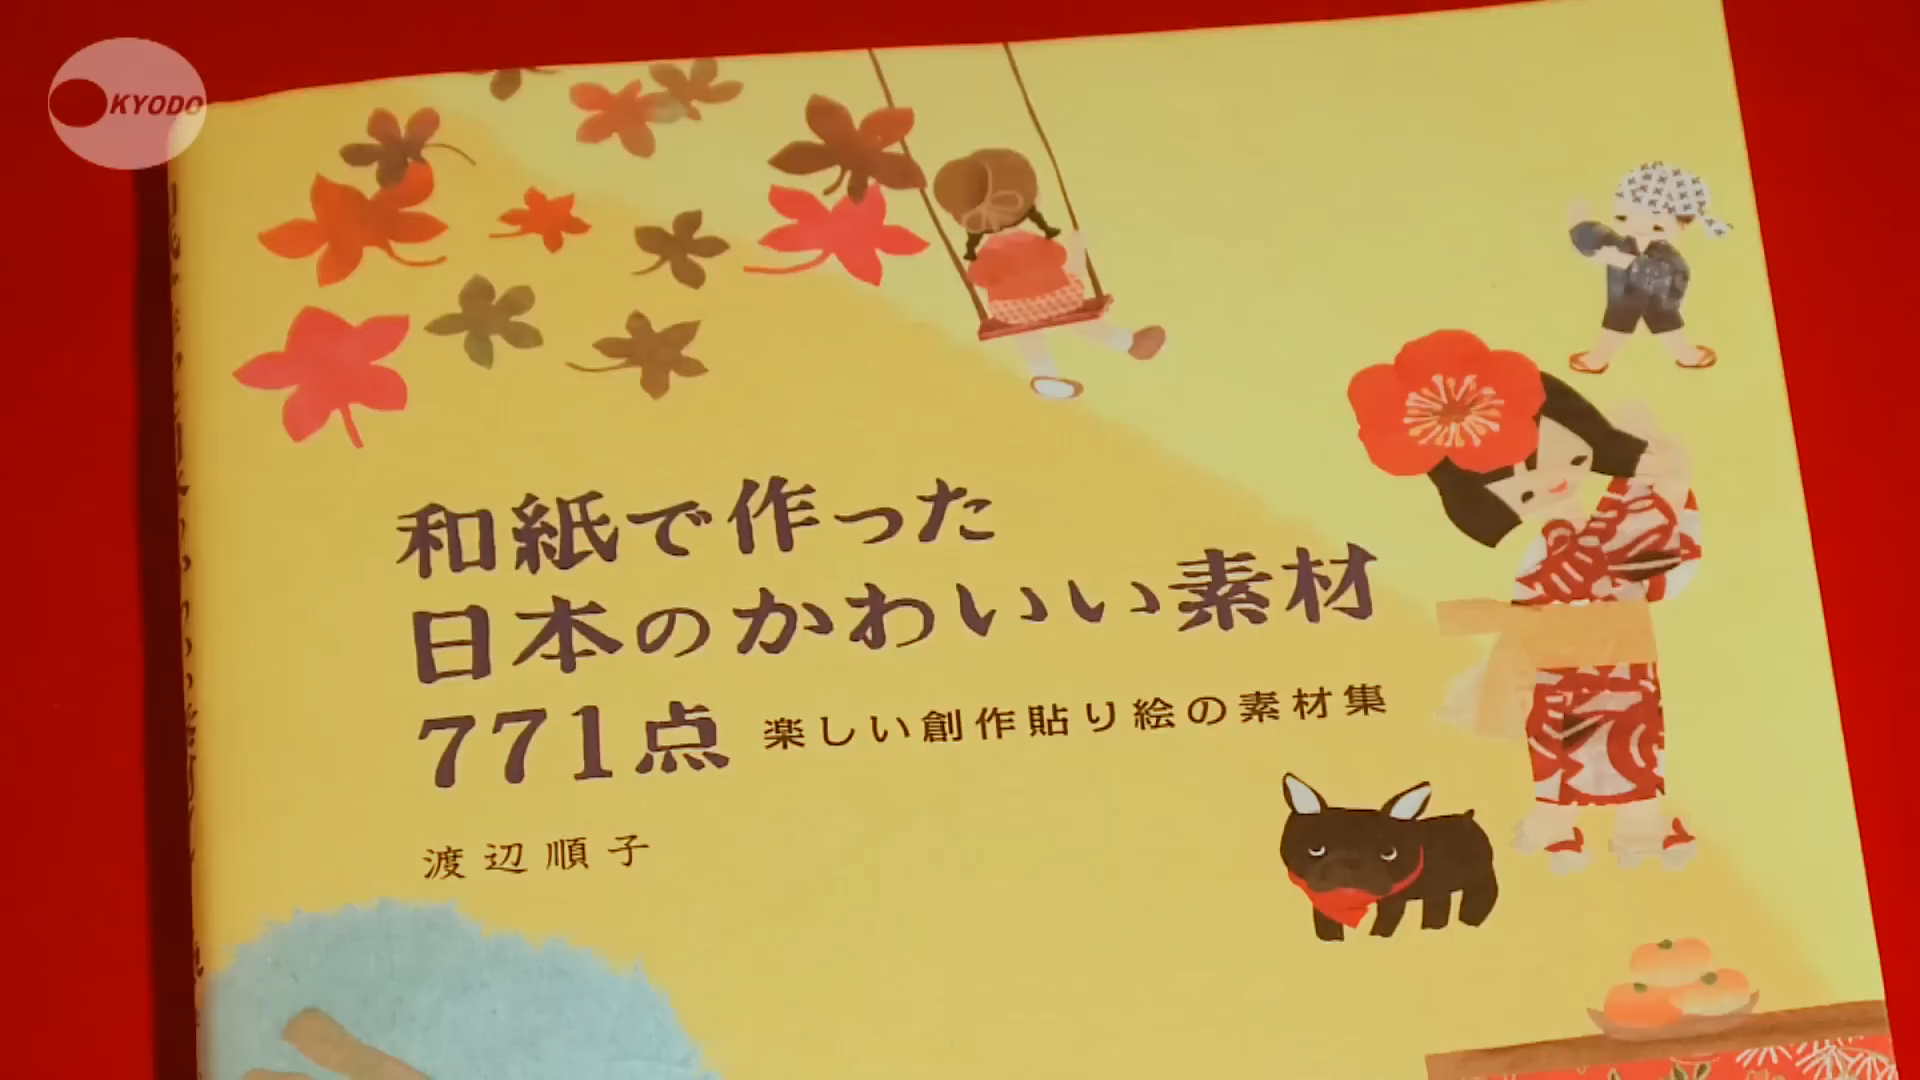 KYODO
和紙で作った
日本のかわいい素材
771点 楽しい創作貼り絵の素材集
渡辺順子